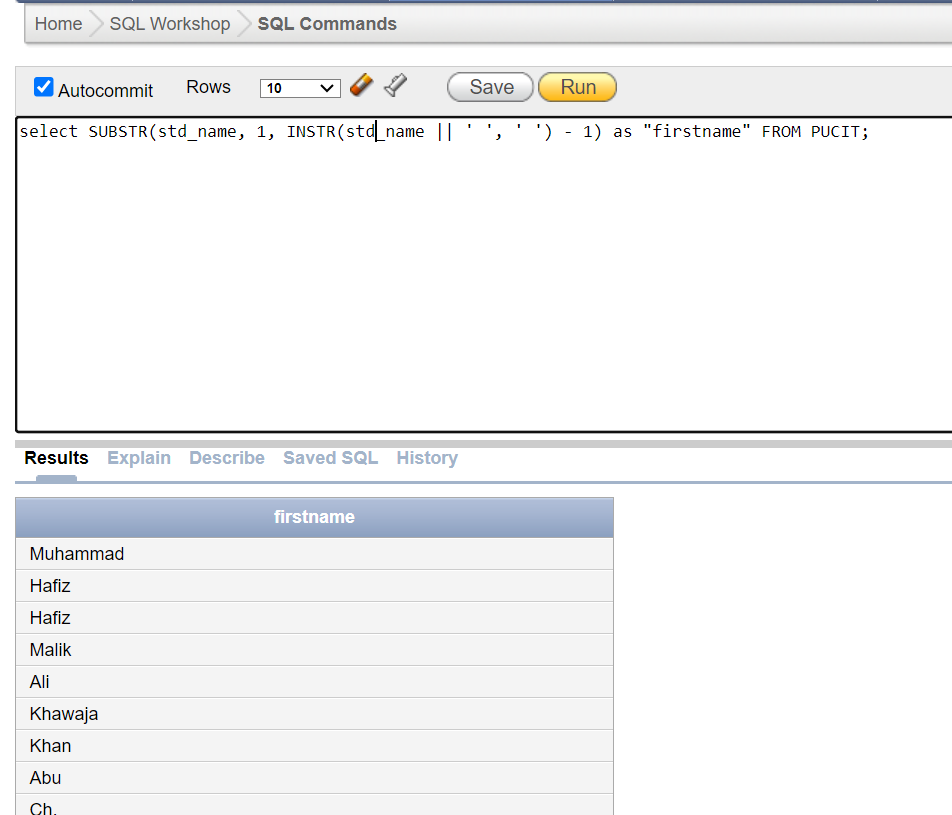 Home SQL Workshop SQL Commands
Autocommit Rows 10 Save Run
select SUBSTR(std_name, 1, INSTR(std_name || ' ', ' ') - 1) as "firstname" FROM PUCIT;
Results Explain Describe Saved SQL History
firstname
Muhammad
Hafiz
Hafiz
Malik
Ali
Khawaja
Khan
Abu
Ch.